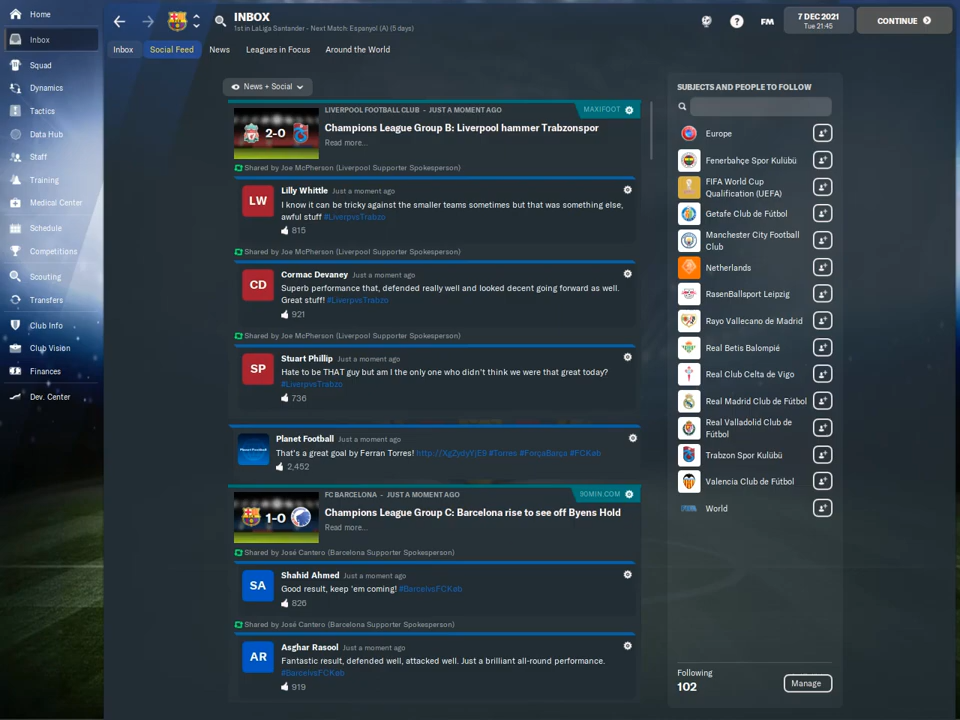 Home
Inbox
Squad
Dynamics
Tactics
Data Hub
Staff
Training
Medical Center
Schedule
Competitions
Scouting
Transfers
Club Info
Club Vision
Finances
Dev. Center
INBOX
1st in LaLiga Santander - Next Match: Espanyol (A) (5 days)
?
FM
7 DEC 2021
Tue 21:45
CONTINUE
Inbox
Social Feed
News
Leagues in Focus
Around the World
News + Social
LIVERPOOL FOOTBALL CLUB - JUST A MOMENT AGO
MAXIFOOT
2-0
Champions League Group B: Liverpool hammer Trabzonspor
Read more...
Shared by Joe McPherson (Liverpool Supporter Spokesperson)
LW
Lilly Whittle Just a moment ago
I know it can be tricky against the smaller teams sometimes but that was something else,
awful stuff #LiverpvsTrabzo
815
Shared by Joe McPherson (Liverpool Supporter Spokesperson)
CD
Cormac Devaney Just a moment ago
Superb performance that, defended really well and looked decent going forward as well.
Great stuff! #LiverpvsTrabzo
921
Shared by Joe McPherson (Liverpool Supporter Spokesperson)
SP
Stuart Phillip Just a moment ago
Hate to be THAT guy but am I the only one who didn't think we were that great today?
#LiverpvsTrabzo
736
Planet Football
Planet Football Just a moment ago
That's a great goal by Ferran Torres! http://XgZydyYjE9 #Torres #ForçaBarça #FCKøb
2,452
FC BARCELONA - JUST A MOMENT AGO
90MIN.COM
1-0
Champions League Group C: Barcelona rise to see off Byens Hold
Read more...
Shared by José Cantero (Barcelona Supporter Spokesperson)
SA
Shahid Ahmed Just a moment ago
Good result, keep 'em coming! #BarcelvsFCKøb
826
Shared by José Cantero (Barcelona Supporter Spokesperson)
AR
Asghar Rasool Just a moment ago
Fantastic result, defended well, attacked well. Just a brilliant all-round performance.
#BarcelvsFCKøb
919
SUBJECTS AND PEOPLE TO FOLLOW
Europe
Fenerbahçe Spor Kulübü
FIFA World Cup
Qualification (UEFA)
Getafe Club de Fútbol
Manchester City Football
Club
Netherlands
RasenBallsport Leipzig
Rayo Vallecano de Madrid
Real Betis Balompié
Real Club Celta de Vigo
Real Madrid Club de Fútbol
Real Valladolid Club de
Fútbol
Trabzon Spor Kulübü
Valencia Club de Fútbol
FIFA
World
Following
102
Manage